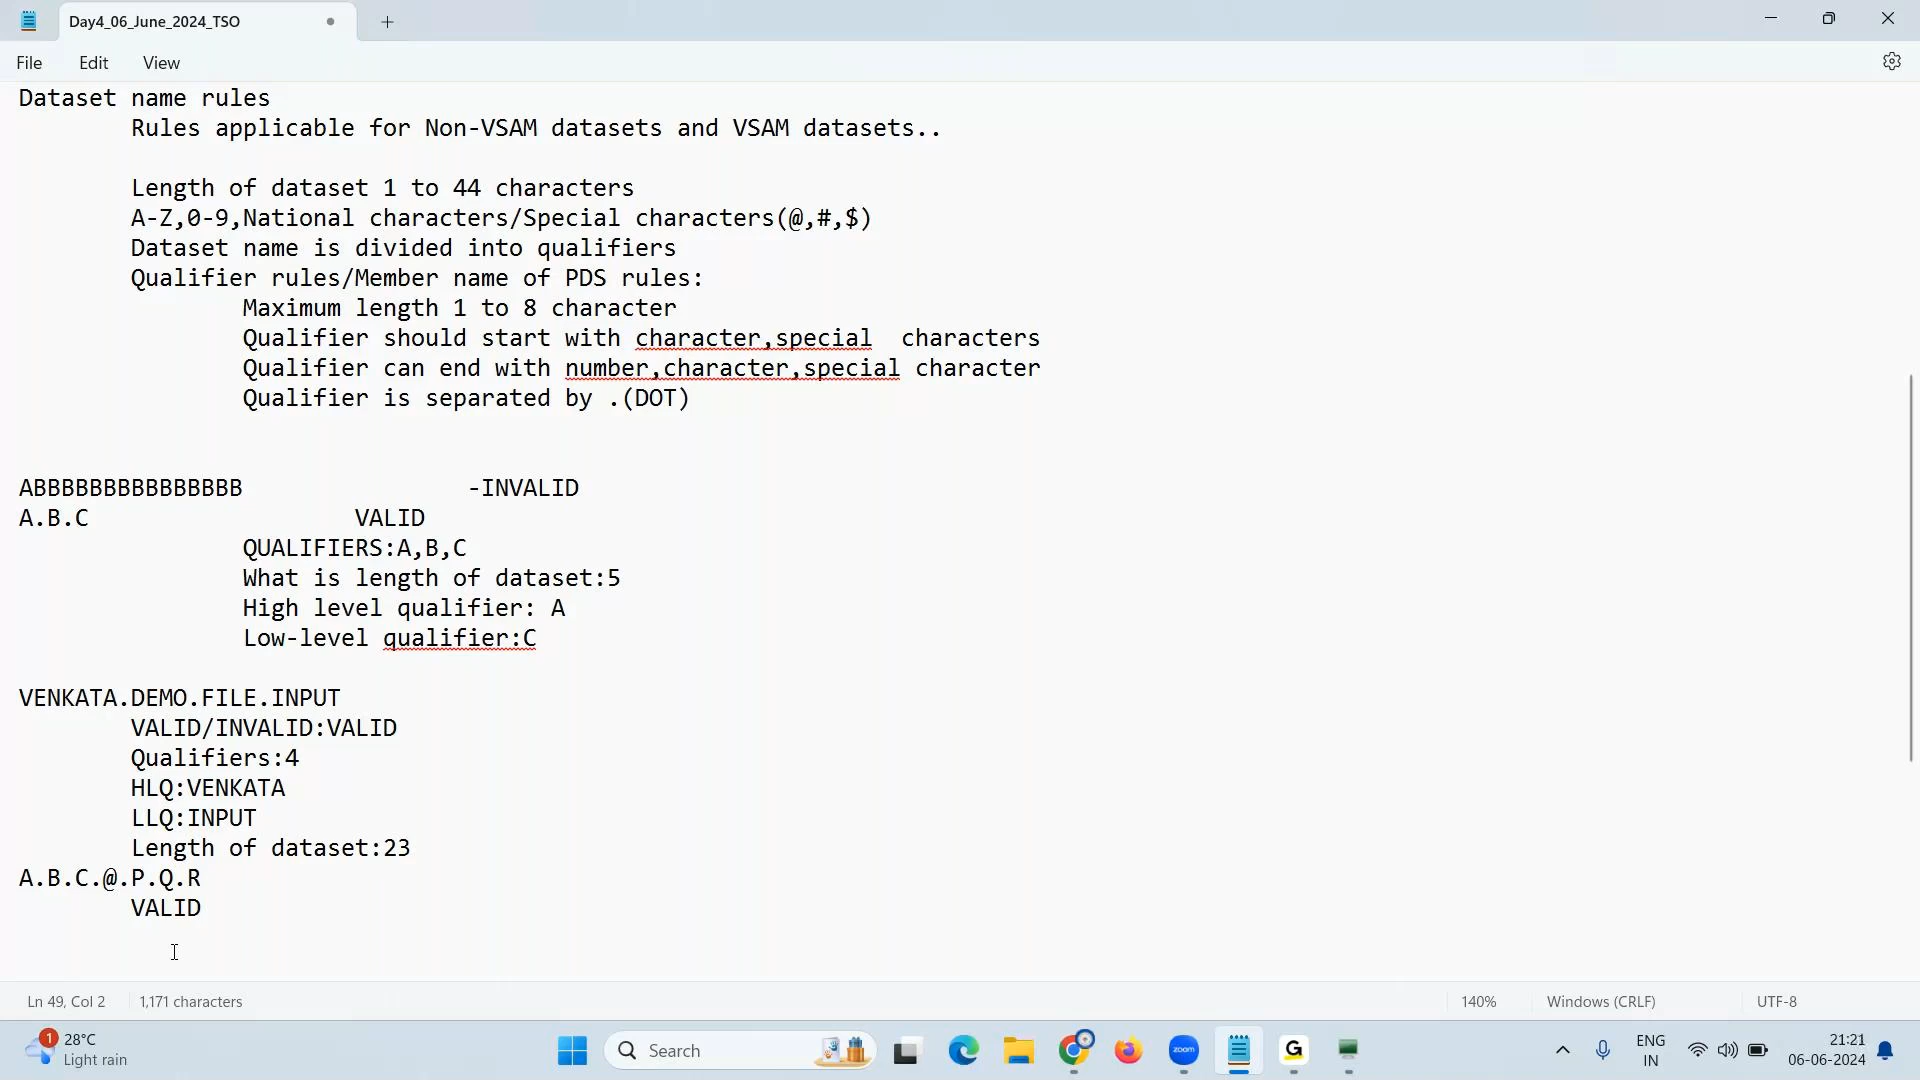 Day4_06_June_2024_TSO
File Edit View
Dataset name rules
Rules applicable for Non-VSAM datasets and VSAM datasets..
Length of dataset 1 to 44 characters
A-Z,0-9,National characters/Special characters(@,#,$)
Dataset name is divided into qualifiers
Qualifier rules/Member name of PDS rules:
Maximum length 1 to 8 character
Qualifier should start with character,special  characters
Qualifier can end with number,character,special character
Qualifier is separated by .(DOT)
ABBBBBBBBBBBBBBB -INVALID
A.B.C VALID
QUALIFIERS:A,B,C
What is length of dataset:5
High level qualifier: A
Low-level qualifier:C
VENKATA.DEMO.FILE.INPUT
VALID/INVALID:VALID
Qualifiers:4
HLQ:VENKATA
LLQ:INPUT
Length of dataset:23
A.B.C.@.P.Q.R
VALID
Ln 49, Col 2 1,171 characters 140% Windows (CRLF) UTF-8
1 28°C
Light rain
Search
zoom
G
ENG
IN
21:21
06-06-2024